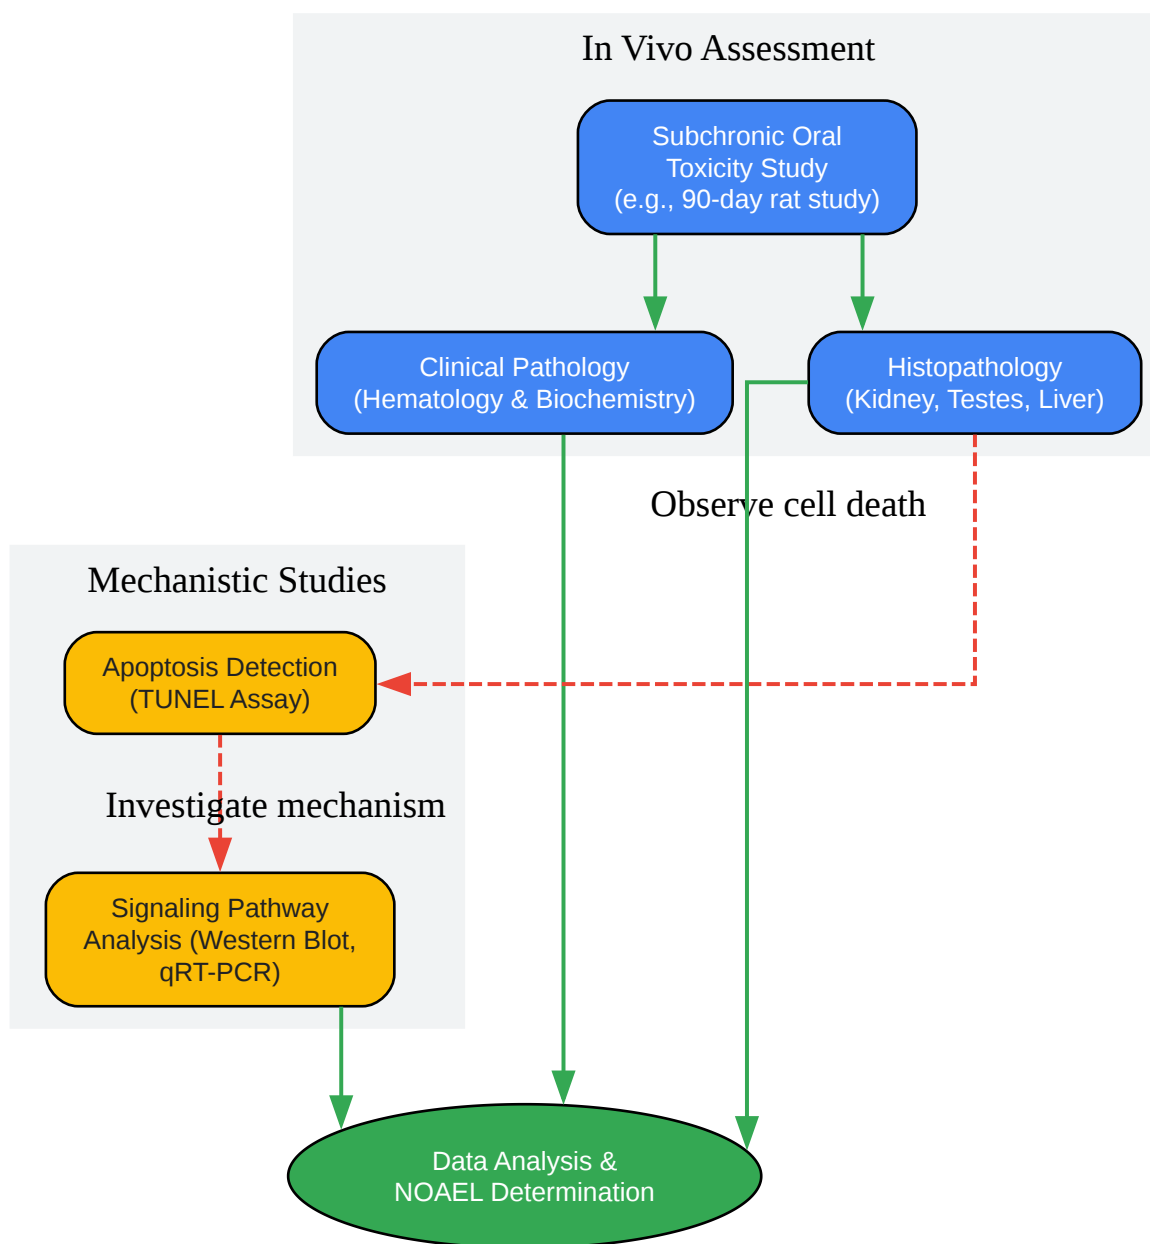 In Vivo Assessment
Subchronic Oral
Toxicity Study
(e.g., 90-day rat study)
Clinical Pathology
(Hematology & Biochemistry)
Histopathology
(Kidney, Testes, Liver)
Observe cell death
Mechanistic Studies
Apoptosis Detection
(TUNEL Assay)
Investigate mechanism
Signaling Pathway
Analysis (Western Blot,
qRT-PCR)
Data Analysis &
NOAEL Determination